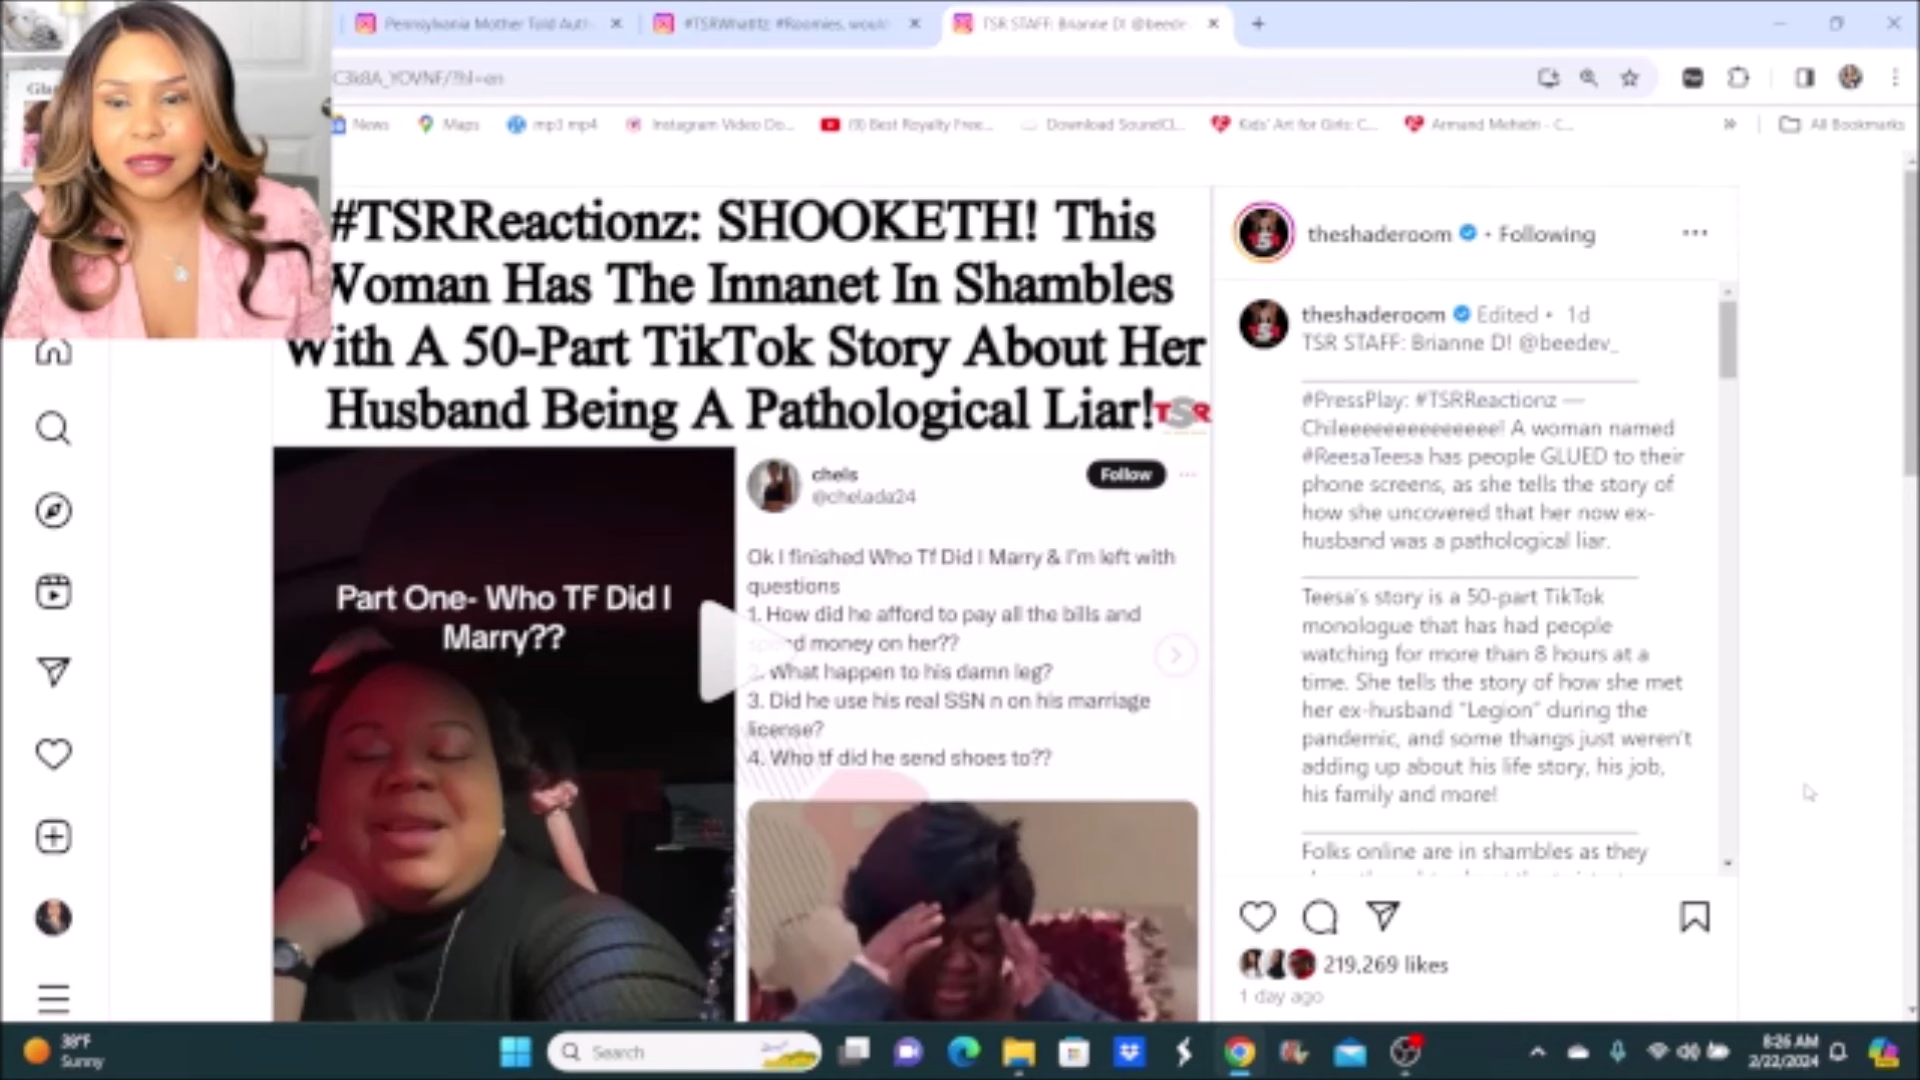 Pennsylvania Mother Told Auth
#TSRWhatItz: #Roomies, would
TSR STAFF: Brianne D! @beede
/?hl=en
News
Maps
mp3 mp4
Instagram Video Do...
(9) Best Royalty Free...
Download SoundCl...
Kids' Art for Girls: C...
Armand Mehidri - C...
All Bookmarks
#TSRReactionz: SHOOKETH! This
Woman Has The Innanet In Shambles
With A 50-Part TikTok Story About Her
Husband Being A Pathological Liar!
TSR
Part One- Who TF Did I
Marry??
chels
@chelada24
Follow
Ok I finished Who Tf Did I Marry & I'm left with
questions
1. How did he afford to pay all the bills and
spend money on her??
2. What happen to his damn leg?
3. Did he use his real SSN n on his marriage
license?
4. Who tf did he send shoes to??
theshaderoom • Following
theshaderoom Edited • 1d
TSR STAFF: Brianne D! @beedev_
#PressPlay: #TSRReactionz —
Chileeeeeeeeeeeeee! A woman named
#ReesaTeesa has people GLUED to their
phone screens, as she tells the story of
how she uncovered that her now ex-
husband was a pathological liar.
Teesa's story is a 50-part TikTok
monologue that has had people
watching for more than 8 hours at a
time. She tells the story of how she met
her ex-husband "Legion" during the
pandemic, and some thangs just weren't
adding up about his life story, his job,
his family and more!
Folks online are in shambles as they
219,269 likes
1 day ago
38°F
Sunny
Search
8:26 AM
2/22/2024